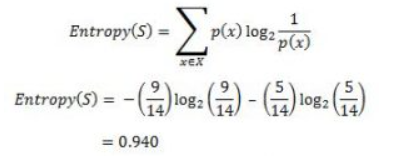 Entropy(S) = ∑_{x∈X} p(x) log₂ 1/p(x)
Entropy(S) = −(9/14) log₂ (9/14) − (5/14) log₂ (5/14)
= 0.940